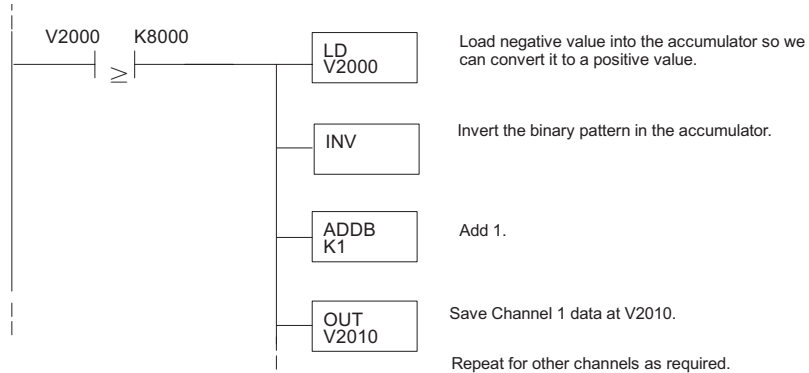 V2000 K8000
≥
LD
V2000
Load negative value into the accumulator so we
can convert it to a positive value.
INV
Invert the binary pattern in the accumulator.
ADDB
K1
Add 1.
OUT
V2010
Save Channel 1 data at V2010.
Repeat for other channels as required.